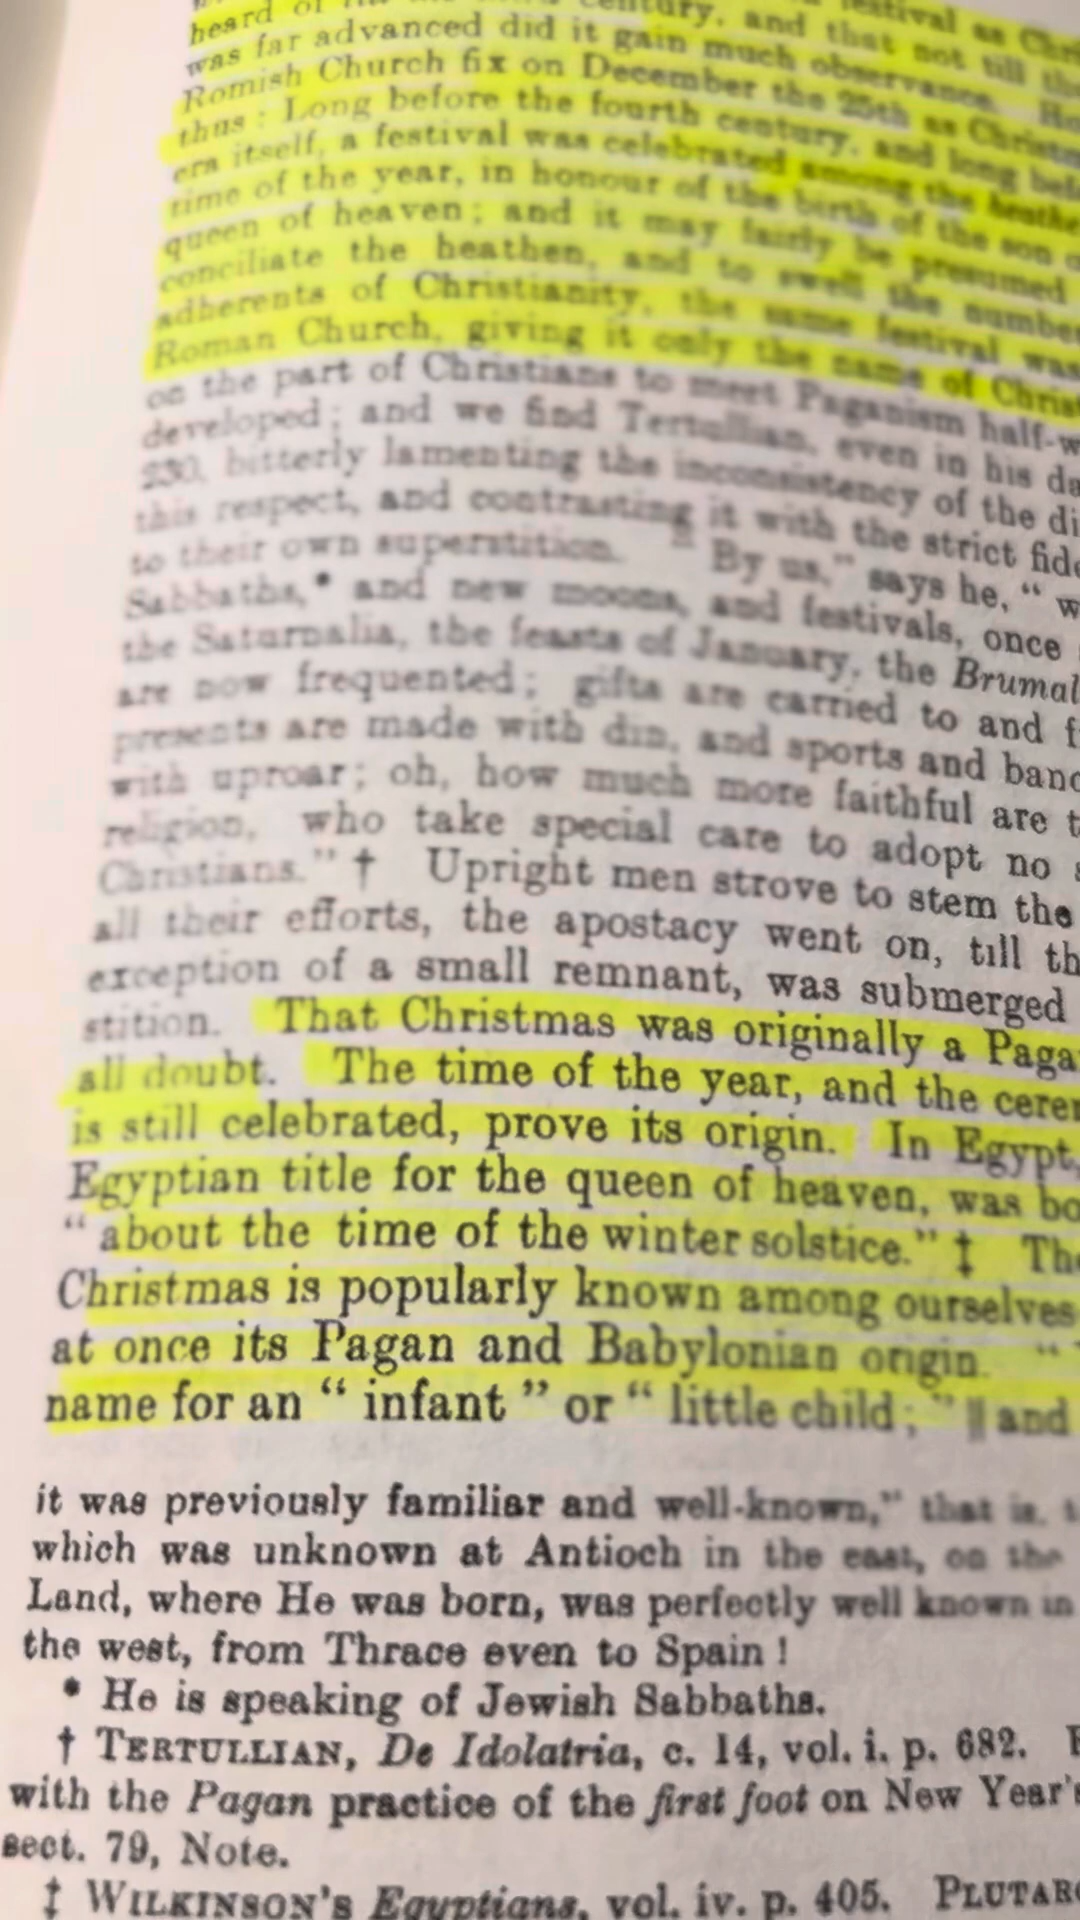 heard of century, and that not till the
was far advanced did it gain much observance.
Romish Church fix on December the 25th as
thus: Long before the fourth century, and long
era itself, a festival was celebrated among the
time of the year, in honour of the birth of the son
queen of heaven; and it may fairly be presumed
conciliate the heathen, and to swell the
adherents of Christianity, the same festival was
Roman Church, giving it only the name of
on the part of Christians to meet Paganism
developed; and we find Tertullian, even in his
230, bitterly lamenting the inconsistency of the
this respect, and contrasting it with the strict
to their own superstition. "By us," says he, "
Sabbaths,* and new moons, and festivals, once
the Saturnalia, the feasts of January, the Brumal
are now frequented; gifts are carried to and
presents are made with din, and sports and
with uproar; oh, how much more faithful are
religion, who take special care to adopt no
Christians." † Upright men strove to stem the
all their efforts, the apostacy went on, till
exception of a small remnant, was submerged
stition. That Christmas was originally a Paga
all doubt. The time of the year, and the cere
is still celebrated, prove its origin. In Egypt,
Egyptian title for the queen of heaven, was bo
"about the time of the winter solstice." ‡ The
Christmas is popularly known among ourselves
at once its Pagan and Babylonian origin. "
name for an "infant" or "little child;" ‖ and
it was previously familiar and well-known," that is,
which was unknown at Antioch in the east, on the
Land, where He was born, was perfectly well known in
the west, from Thrace even to Spain!
* He is speaking of Jewish Sabbaths.
† TERTULLIAN, De Idolatria, c. 14, vol. i. p. 682.
with the Pagan practice of the first foot on New Year's
sect. 79, Note.
‡ WILKINSON'S Egyptians, vol. iv. p. 405. PLUTAR